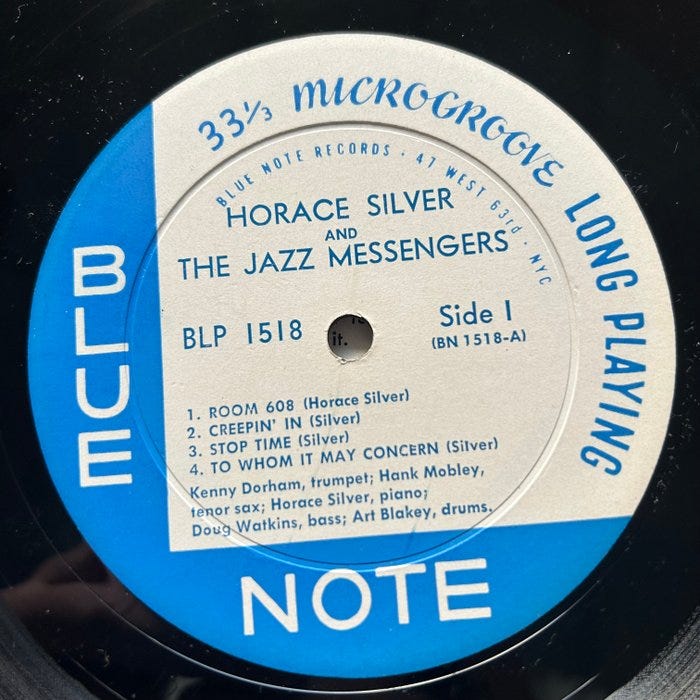 33⅓ MICROGROOVE LONG PLAYING
BLUE NOTE RECORDS · 47 WEST 63rd · NYC
HORACE SILVER
AND
THE JAZZ MESSENGERS
BLP 1518
Side 1
(BN 1518-A)
it.
1. ROOM 608 (Horace Silver)
2. CREEPIN' IN (Silver)
3. STOP TIME (Silver)
4. TO WHOM IT MAY CONCERN (Silver)
Kenny Dorham, trumpet; Hank Mobley,
tenor sax; Horace Silver, piano;
Doug Watkins, bass; Art Blakey, drums.
BLUE
NOTE